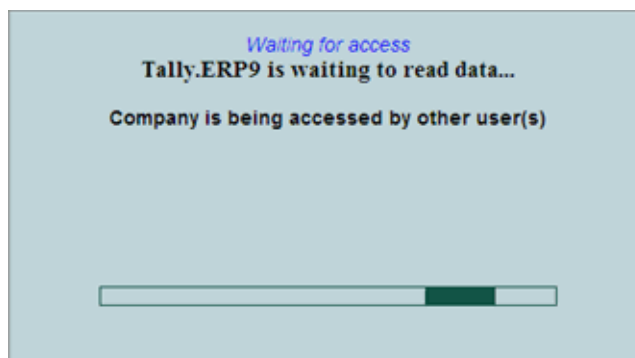 Waiting for access
Tally.ERP9 is waiting to read data...
Company is being accessed by other user(s)